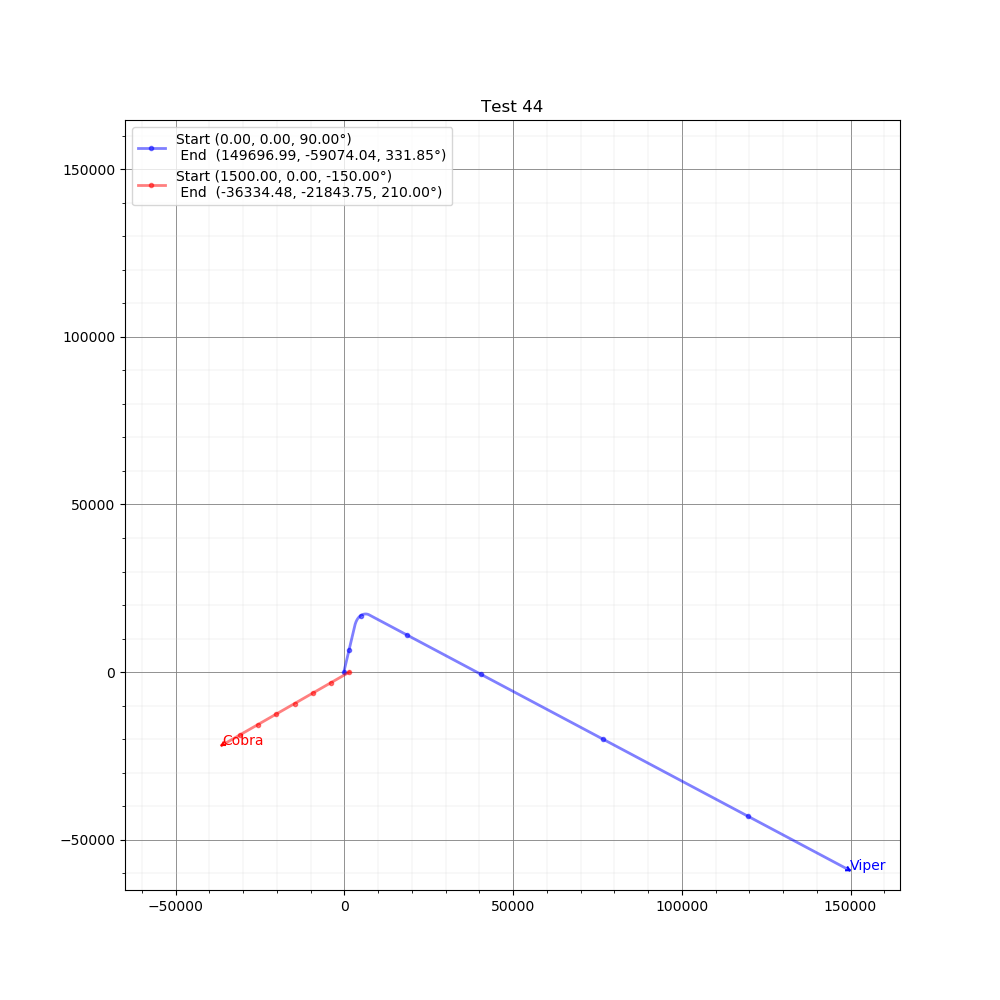 Test 44
Start (0.00, 0.00, 90.00°)
End (149696.99, -59074.04, 331.85°)
Start (1500.00, 0.00, -150.00°)
End (-36334.48, -21843.75, 210.00°)
150000
100000
50000
0
−50000
Cobra
Viper
−50000 0 50000 100000 150000